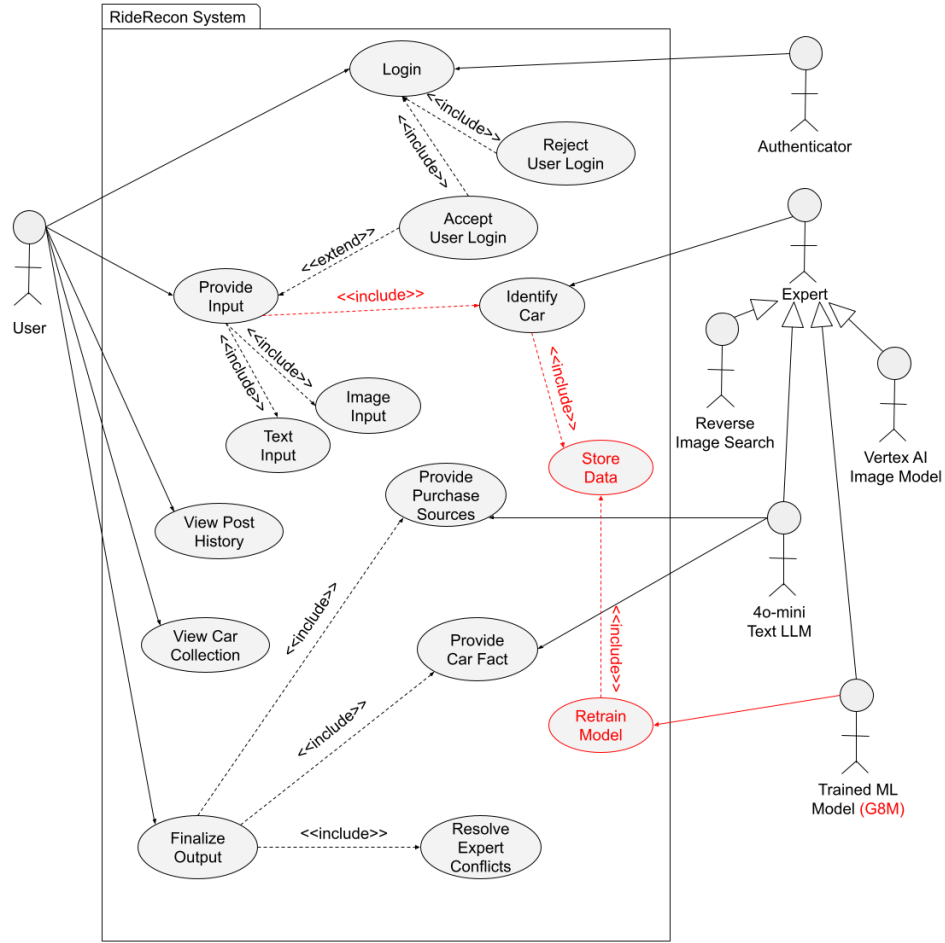 RideRecon System
Login
<<include>>
<<include>>
Reject
User Login
Authenticator
Accept
User Login
<<extend>>
User
Provide
Input
<<include>>
Identify
Car
Expert
<<include>>
<<include>>
<<include>>
Image
Input
Text
Input
Reverse
Image Search
Vertex AI
Image Model
Store
Data
Provide
Purchase
Sources
View Post
History
<<include>>
4o-mini
Text LLM
<<include>>
View Car
Collection
Provide
Car Fact
<<include>>
Retrain
Model
Trained ML
Model (G8M)
Finalize
Output
<<include>>
Resolve
Expert
Conflicts